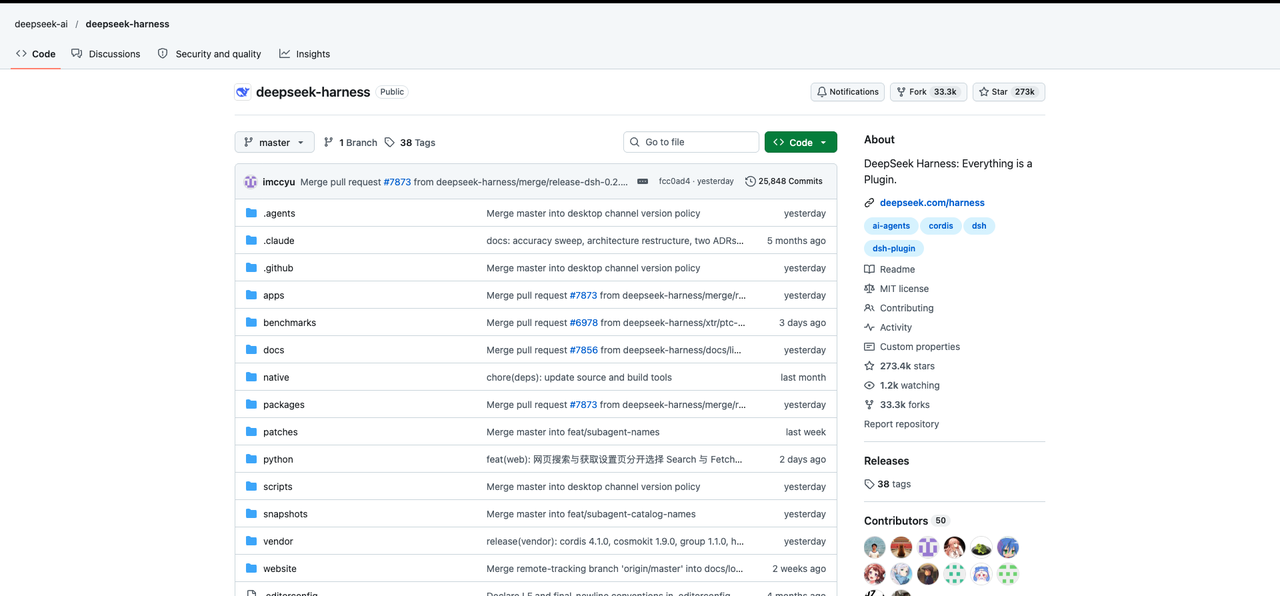 deepseek-ai / deepseek-harness
Code Discussions Security and quality Insights
deepseek-harness Public
Notifications Fork 33.3k Star 273k
master 1 Branch 38 Tags Go to file Code
imccyu Merge pull request #7873 from deepseek-harness/merge/release-dsh-0.2.... fcc0ad4 · yesterday 25,848 Commits
.agents Merge master into desktop channel version policy yesterday
.claude docs: accuracy sweep, architecture restructure, two ADRs... 5 months ago
.github Merge master into desktop channel version policy yesterday
apps Merge pull request #7873 from deepseek-harness/merge/r... yesterday
benchmarks Merge pull request #6978 from deepseek-harness/xtr/ptc-... 3 days ago
docs Merge pull request #7856 from deepseek-harness/docs/li... yesterday
native chore(deps): update source and build tools last month
packages Merge pull request #7873 from deepseek-harness/merge/r... yesterday
patches Merge master into feat/subagent-names last week
python feat(web): 网页搜索与获取设置页分开选择 Search 与 Fetch... 2 days ago
scripts Merge master into desktop channel version policy yesterday
snapshots Merge master into feat/subagent-catalog-names yesterday
vendor release(vendor): cordis 4.1.0, cosmokit 1.9.0, group 1.1.0, h... yesterday
website Merge remote-tracking branch 'origin/master' into docs/lo... 2 weeks ago
.editorconfig Declare LF and final-newline conventions in .editorconfig 4 months ago
About
DeepSeek Harness: Everything is a
Plugin.
deepseek.com/harness
ai-agents cordis dsh
dsh-plugin
Readme
MIT license
Contributing
Activity
Custom properties
273.4k stars
1.2k watching
33.3k forks
Report repository
Releases
38 tags
Contributors 50